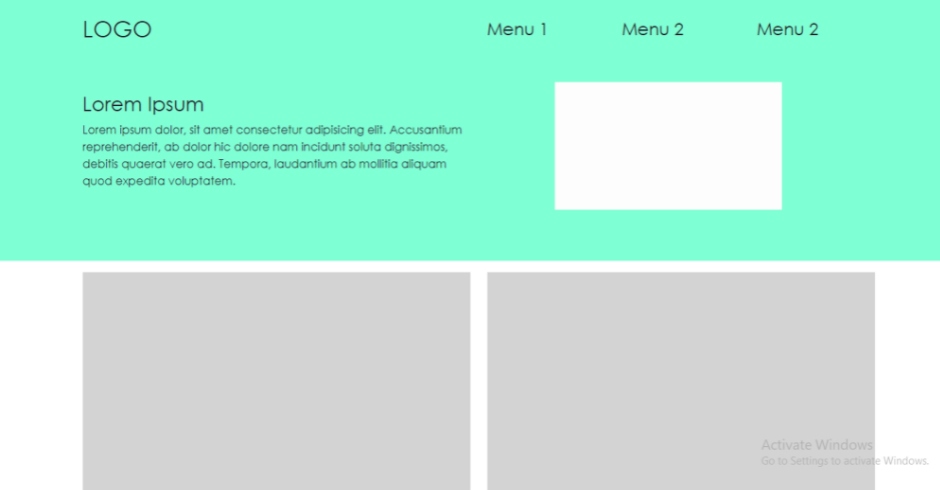 LOGO
Menu 1
Menu 2
Menu 2
Lorem Ipsum
Lorem ipsum dolor, sit amet consectetur adipisicing elit. Accusantium
reprehenderit, ab dolor hic dolore nam incidunt soluta dignissimos,
debitis quaerat vero ad. Tempora, laudantium ab mollitia aliquam
quod expedita voluptatem.
Activate Windows
Go to Settings to activate Windows.